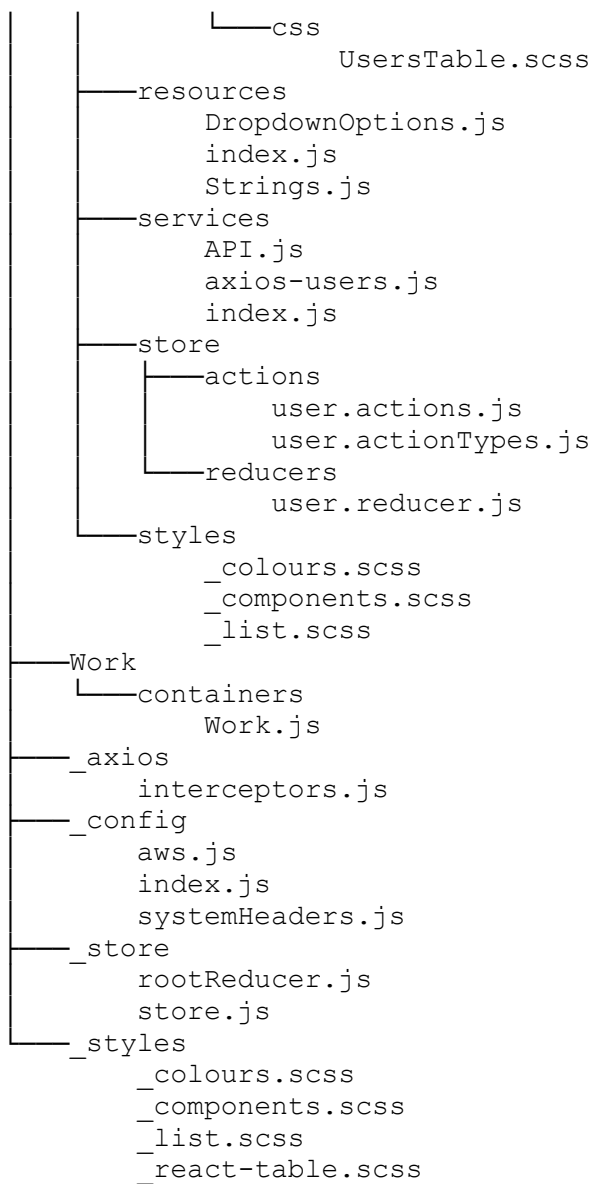 css
UsersTable.scss
resources
DropdownOptions.js
index.js
Strings.js
services
API.js
axios-users.js
index.js
store
actions
user.actions.js
user.actionTypes.js
reducers
user.reducer.js
styles
_colours.scss
_components.scss
_list.scss
Work
containers
Work.js
_axios
interceptors.js
_config
aws.js
index.js
systemHeaders.js
_store
rootReducer.js
store.js
_styles
_colours.scss
_components.scss
_list.scss
_react-table.scss